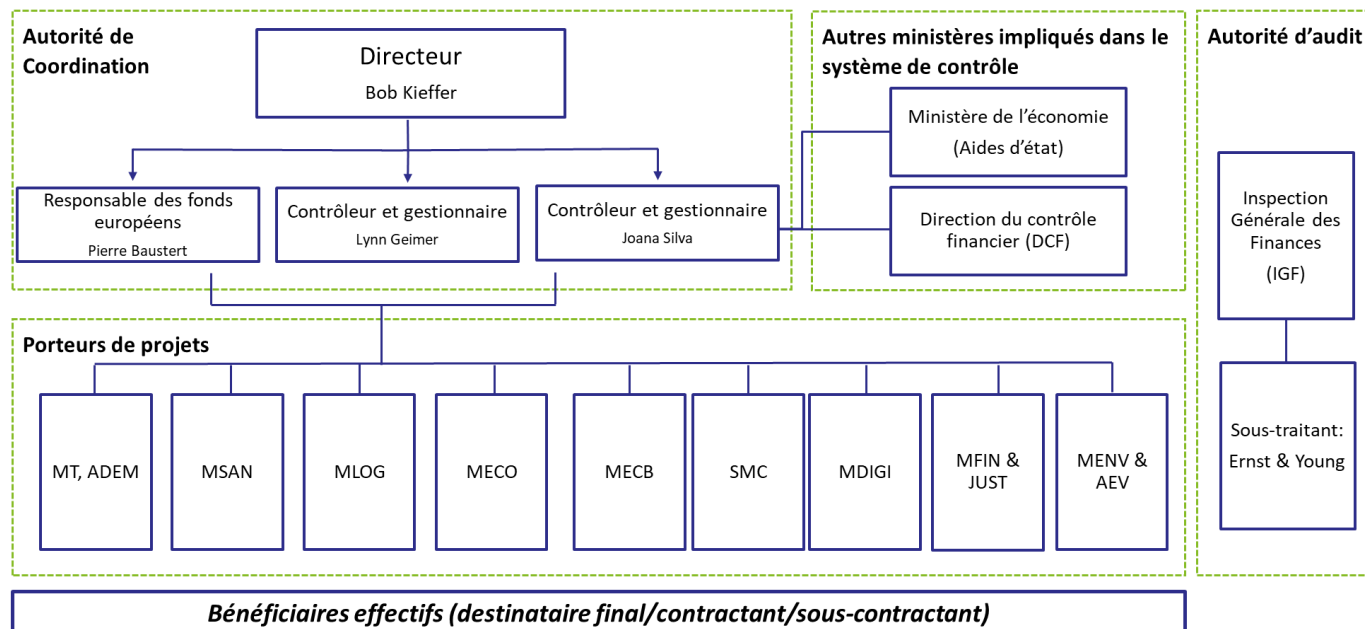 Autorité de
Coordination
Directeur
Bob Kieffer
Responsable des fonds
européens
Pierre Baustert
Contrôleur et gestionnaire
Lynn Geimer
Contrôleur et gestionnaire
Joana Silva
Autres ministères impliqués dans le
système de contrôle
Ministère de l'économie
(Aides d'état)
Direction du contrôle
financier (DCF)
Autorité d'audit
Inspection
Générale des
Finances
(IGF)
Sous-traitant:
Ernst & Young
Porteurs de projets
MT, ADEM
MSAN
MLOG
MECO
MECB
SMC
MDIGI
MFIN &
JUST
MENV &
AEV
Bénéficiaires effectifs (destinataire final/contractant/sous-contractant)